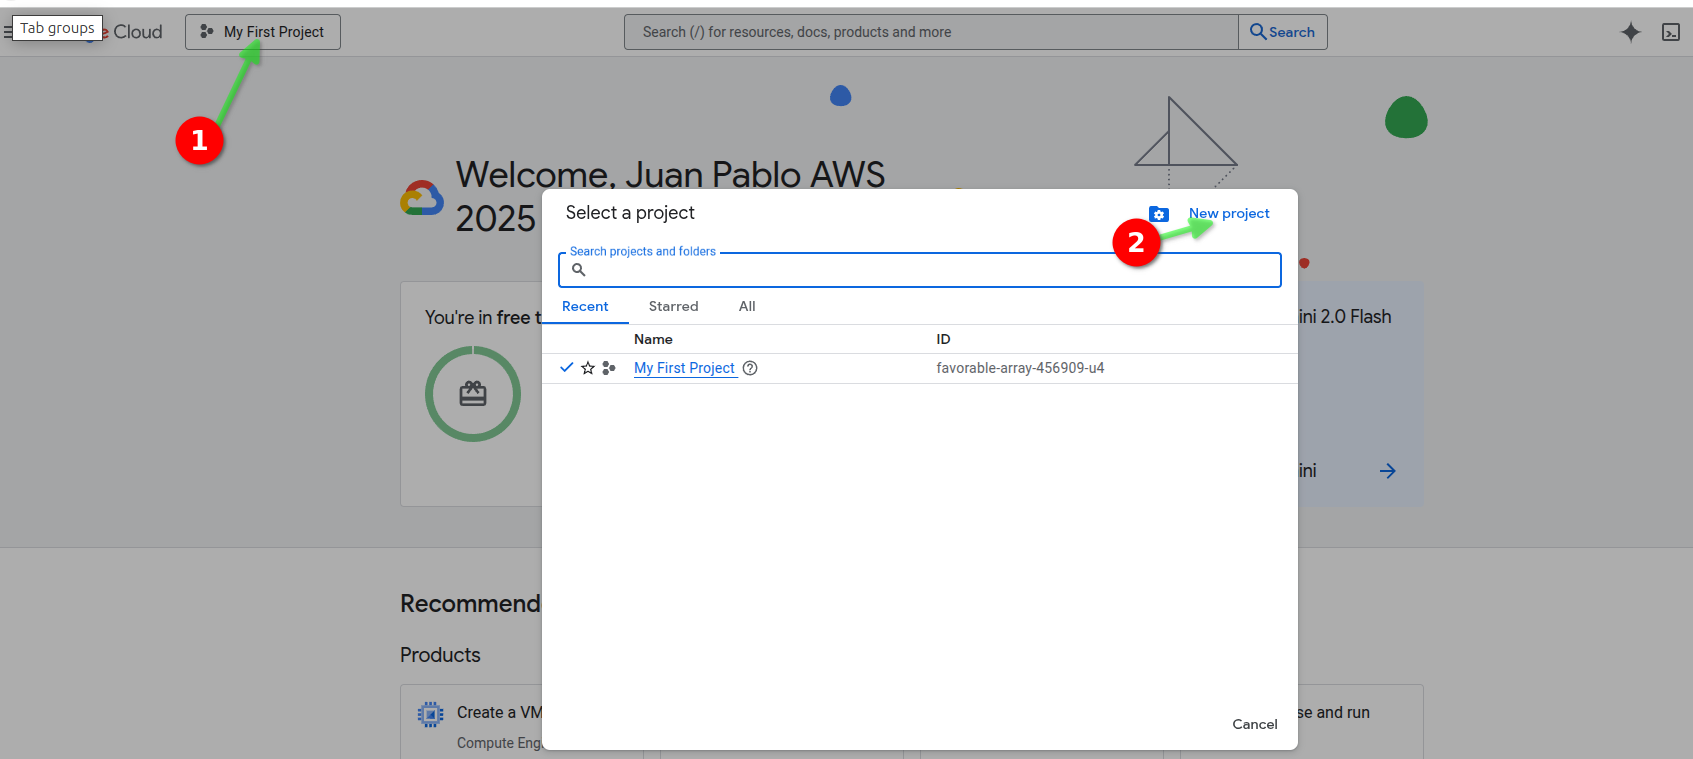 Tab groups
e Cloud
My First Project
Search (/) for resources, docs, products and more
Search
1
Welcome, Juan Pablo AWS
2025
Select a project
New project
2
Search projects and folders
Recent
Starred
All
Name
ID
My First Project
favorable-array-456909-u4
You're in free t
ini 2.0 Flash
ini
Recommend
Products
Create a VM
Compute Eng
se and run
Cancel